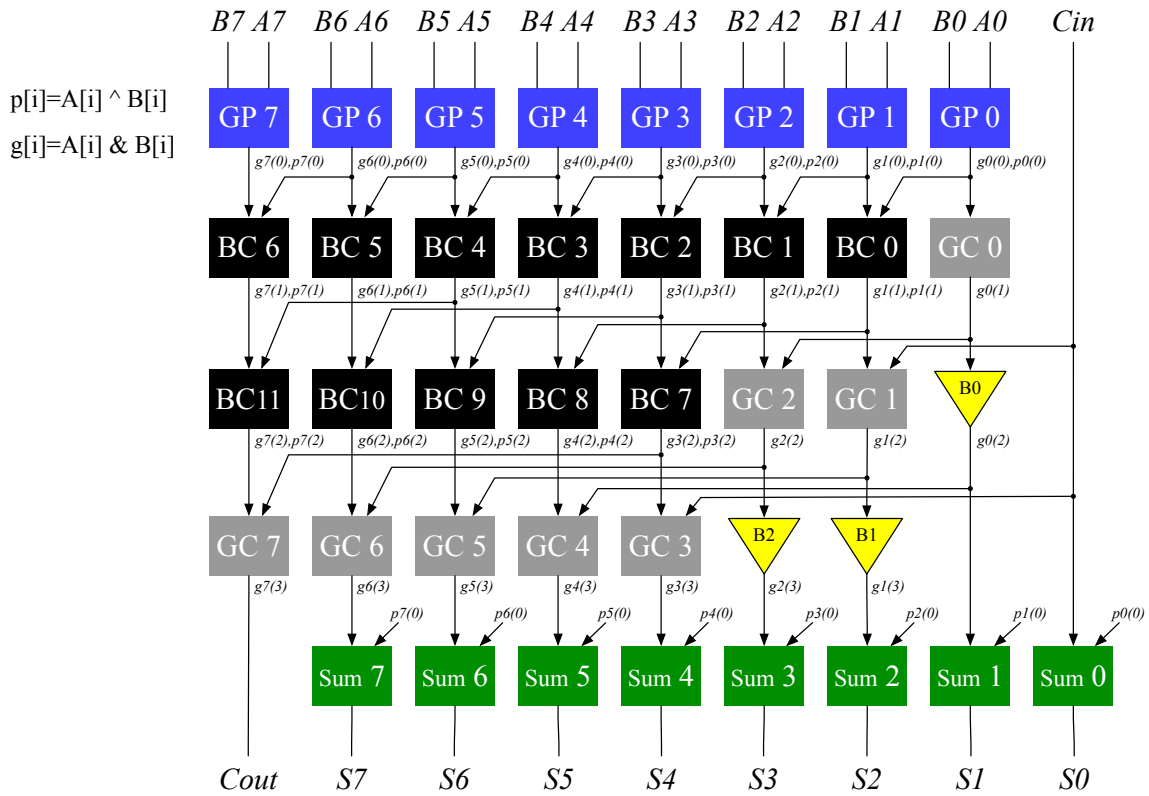 B7 A7 B6 A6 B5 A5 B4 A4 B3 A3 B2 A2 B1 A1 B0 A0 Cin
p[i]=A[i] ^ B[i]
g[i]=A[i] & B[i]
GP 7 GP 6 GP 5 GP 4 GP 3 GP 2 GP 1 GP 0
g7(0),p7(0) g6(0),p6(0) g5(0),p5(0) g4(0),p4(0) g3(0),p3(0) g2(0),p2(0) g1(0),p1(0) g0(0),p0(0)
BC 6 BC 5 BC 4 BC 3 BC 2 BC 1 BC 0 GC 0
g7(1),p7(1) g6(1),p6(1) g5(1),p5(1) g4(1),p4(1) g3(1),p3(1) g2(1),p2(1) g1(1),p1(1) g0(1)
BC11 BC10 BC 9 BC 8 BC 7 GC 2 GC 1 B0
g7(2),p7(2) g6(2),p6(2) g5(2),p5(2) g4(2),p4(2) g3(2),p3(2) g2(2) g1(2) g0(2)
GC 7 GC 6 GC 5 GC 4 GC 3 B2 B1
g7(3) g6(3) g5(3) g4(3) g3(3) g2(3) g1(3)
p7(0) p6(0) p5(0) p4(0) p3(0) p2(0) p1(0) p0(0)
Sum 7 Sum 6 Sum 5 Sum 4 Sum 3 Sum 2 Sum 1 Sum 0
Cout S7 S6 S5 S4 S3 S2 S1 S0